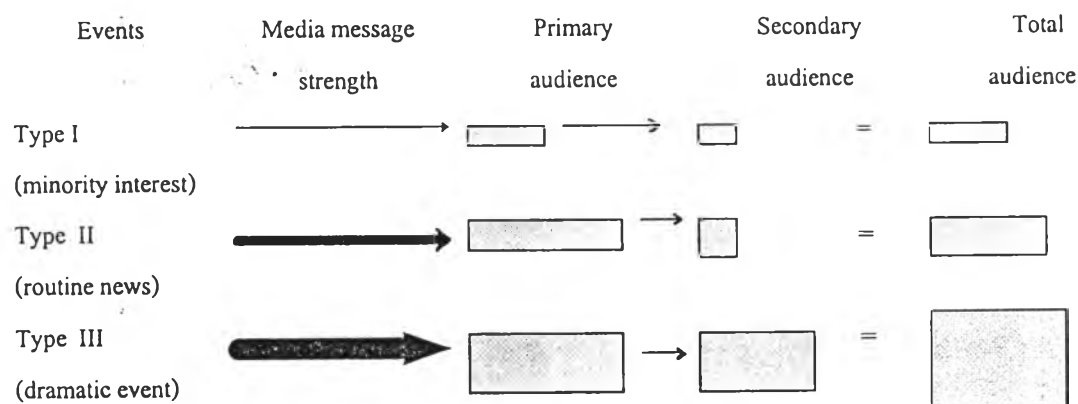 Events Media message Primary Secondary Total
strength audience audience audience
Type I =
(minority interest)
Type II =
(routine news)
Type III =
(dramatic event)